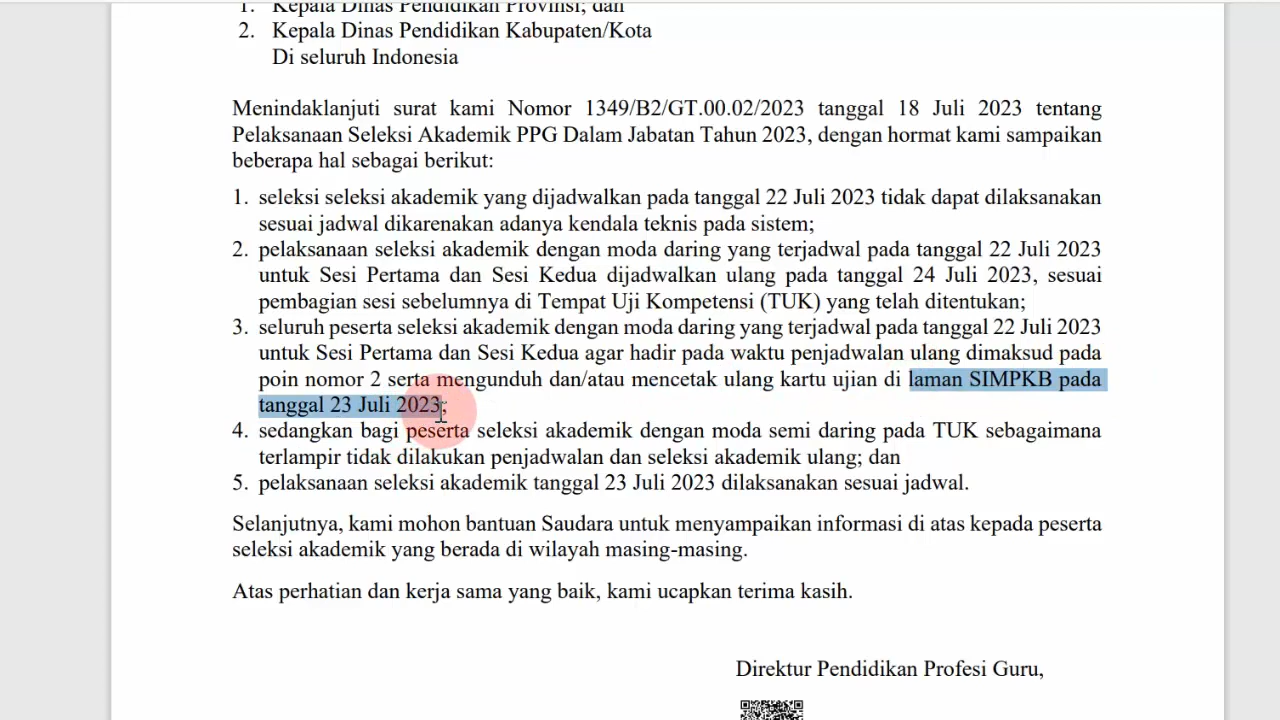 1. Kepala Dinas Pendidikan Provinsi; dan
2. Kepala Dinas Pendidikan Kabupaten/Kota
Di seluruh Indonesia
Menindaklanjuti surat kami Nomor 1349/B2/GT.00.02/2023 tanggal 18 Juli 2023 tentang
Pelaksanaan Seleksi Akademik PPG Dalam Jabatan Tahun 2023, dengan hormat kami sampaikan
beberapa hal sebagai berikut:
1. seleksi seleksi akademik yang dijadwalkan pada tanggal 22 Juli 2023 tidak dapat dilaksanakan
sesuai jadwal dikarenakan adanya kendala teknis pada sistem;
2. pelaksanaan seleksi akademik dengan moda daring yang terjadwal pada tanggal 22 Juli 2023
untuk Sesi Pertama dan Sesi Kedua dijadwalkan ulang pada tanggal 24 Juli 2023, sesuai
pembagian sesi sebelumnya di Tempat Uji Kompetensi (TUK) yang telah ditentukan;
3. seluruh peserta seleksi akademik dengan moda daring yang terjadwal pada tanggal 22 Juli 2023
untuk Sesi Pertama dan Sesi Kedua agar hadir pada waktu penjadwalan ulang dimaksud pada
poin nomor 2 serta mengunduh dan/atau mencetak ulang kartu ujian di laman SIMPKB pada
tanggal 23 Juli 2023;
4. sedangkan bagi peserta seleksi akademik dengan moda semi daring pada TUK sebagaimana
terlampir tidak dilakukan penjadwalan dan seleksi akademik ulang; dan
5. pelaksanaan seleksi akademik tanggal 23 Juli 2023 dilaksanakan sesuai jadwal.
Selanjutnya, kami mohon bantuan Saudara untuk menyampaikan informasi di atas kepada peserta
seleksi akademik yang berada di wilayah masing-masing.
Atas perhatian dan kerja sama yang baik, kami ucapkan terima kasih.
Direktur Pendidikan Profesi Guru,